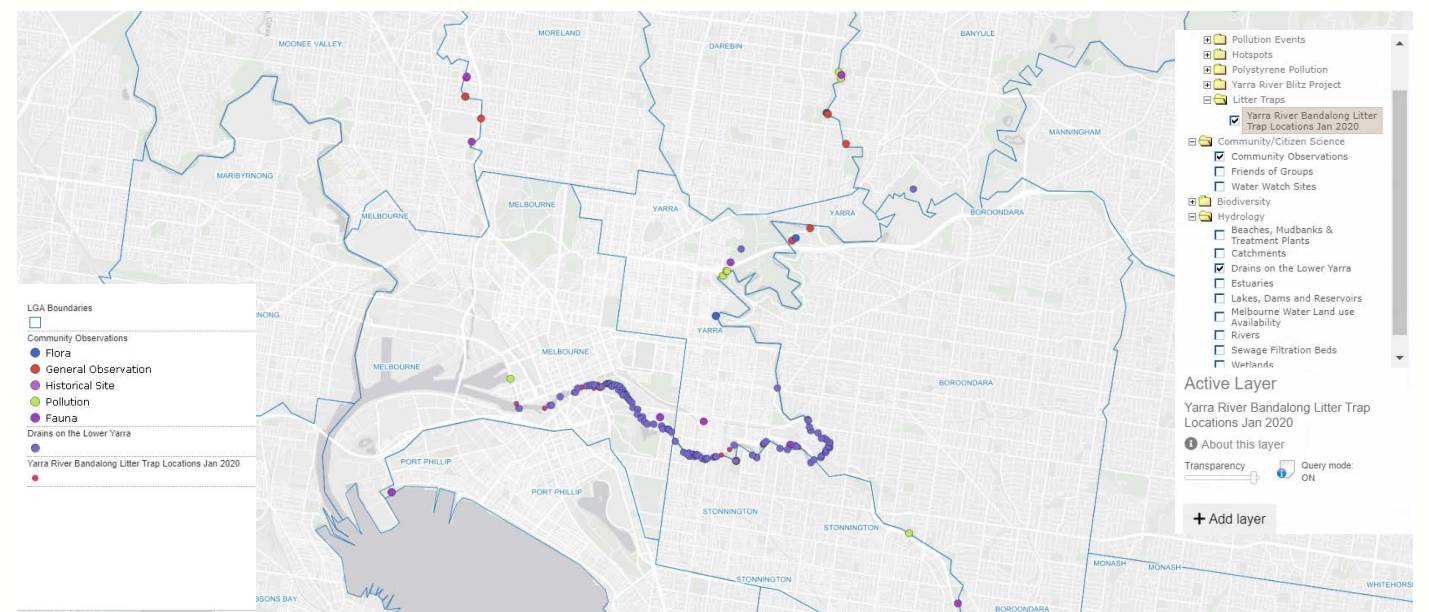 MOONEE VALLEY
MORELAND
DAREBIN
BANYULE
MANNINGHAM
MARIBYRNONG
MELBOURNE
MELBOURNE
YARRA
YARRA
BOROONDARA
NONG
YARRA
MELBOURNE
MELBOURNE
BOROONDARA
PORT PHILLIP
PORT PHILLIP
STONNINGTON
STONNINGTON
STONNINGTON
MONASH
MONASH
WHITEHORS
BSONS BAY
BOROONDARA
LGA Boundaries
Community Observations
Flora
General Observation
Historical Site
Pollution
Fauna
Drains on the Lower Yarra
Yarra River Bandalong Litter Trap Locations Jan 2020
Pollution Events
Hotspots
Polystyrene Pollution
Yarra River Blitz Project
Litter Traps
Yarra River Bandalong Litter
Trap Locations Jan 2020
Community/Citizen Science
Community Observations
Friends of Groups
Water Watch Sites
Biodiversity
Hydrology
Beaches, Mudbanks &
Treatment Plants
Catchments
Drains on the Lower Yarra
Estuaries
Lakes, Dams and Reservoirs
Melbourne Water Land use
Availability
Rivers
Sewage Filtration Beds
Wetlands
Active Layer
Yarra River Bandalong Litter Trap
Locations Jan 2020
About this layer
Transparency
Query mode:
ON
+ Add layer